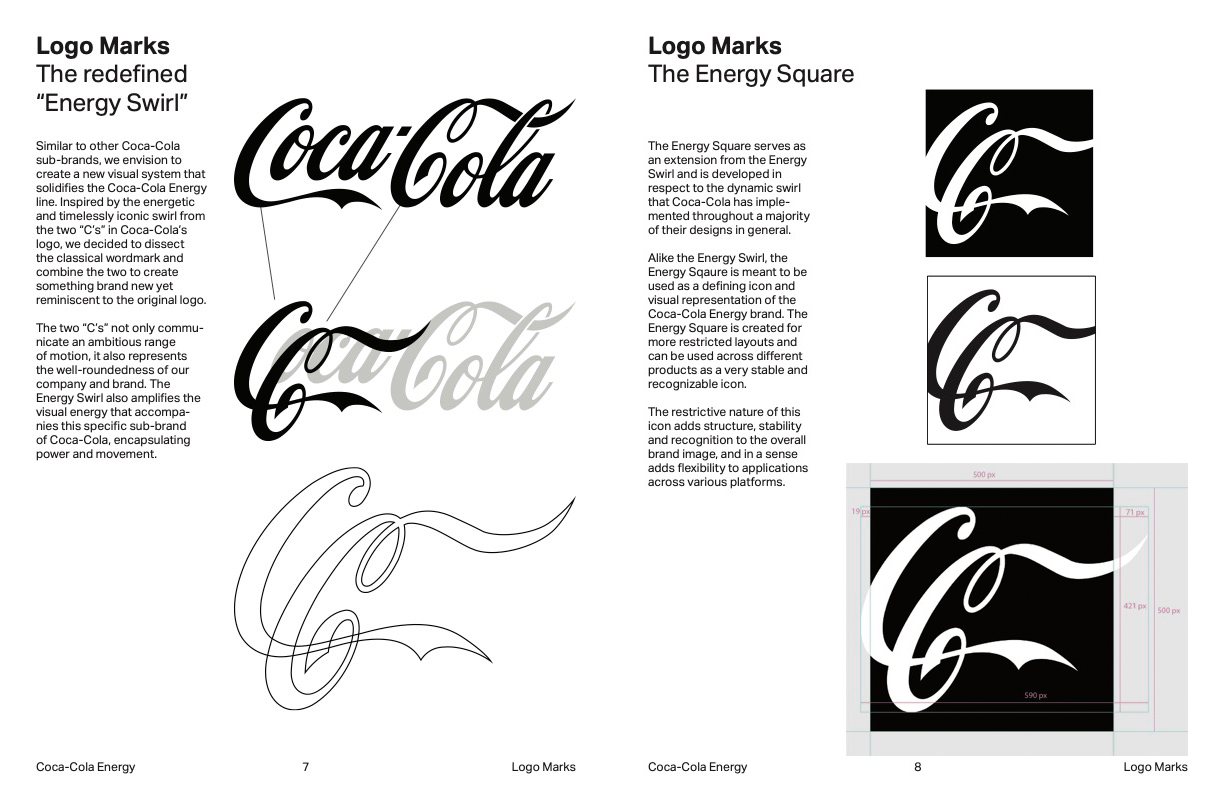 Logo Marks
The redefined
“Energy Swirl”
Similar to other Coca-Cola
sub-brands, we envision to
create a new visual system that
solidifies the Coca-Cola Energy
line. Inspired by the energetic
and timelessly iconic swirl from
the two “C’s” in Coca-Cola’s
logo, we decided to dissect
the classical wordmark and
combine the two to create
something brand new yet
reminiscent to the original logo.
The two “C’s” not only commu-
nicate an ambitious range
of motion, it also represents
the well-roundedness of our
company and brand. The
Energy Swirl also amplifies the
visual energy that accompa-
nies this specific sub-brand
of Coca-Cola, encapsulating
power and movement.
Coca-Cola
Coca-Cola
Coca-Cola Energy
7
Logo Marks
Logo Marks
The Energy Square
The Energy Square serves as
an extension from the Energy
Swirl and is developed in
respect to the dynamic swirl
that Coca-Cola has imple-
mented throughout a majority
of their designs in general.
Alike the Energy Swirl, the
Energy Sqaure is meant to be
used as a defining icon and
visual representation of the
Coca-Cola Energy brand. The
Energy Square is created for
more restricted layouts and
can be used across different
products as a very stable and
recognizable icon.
The restrictive nature of this
icon adds structure, stability
and recognition to the overall
brand image, and in a sense
adds flexibility to applications
across various platforms.
500 px
19 px
71 px
421 px
500 px
590 px
Coca-Cola Energy
8
Logo Marks